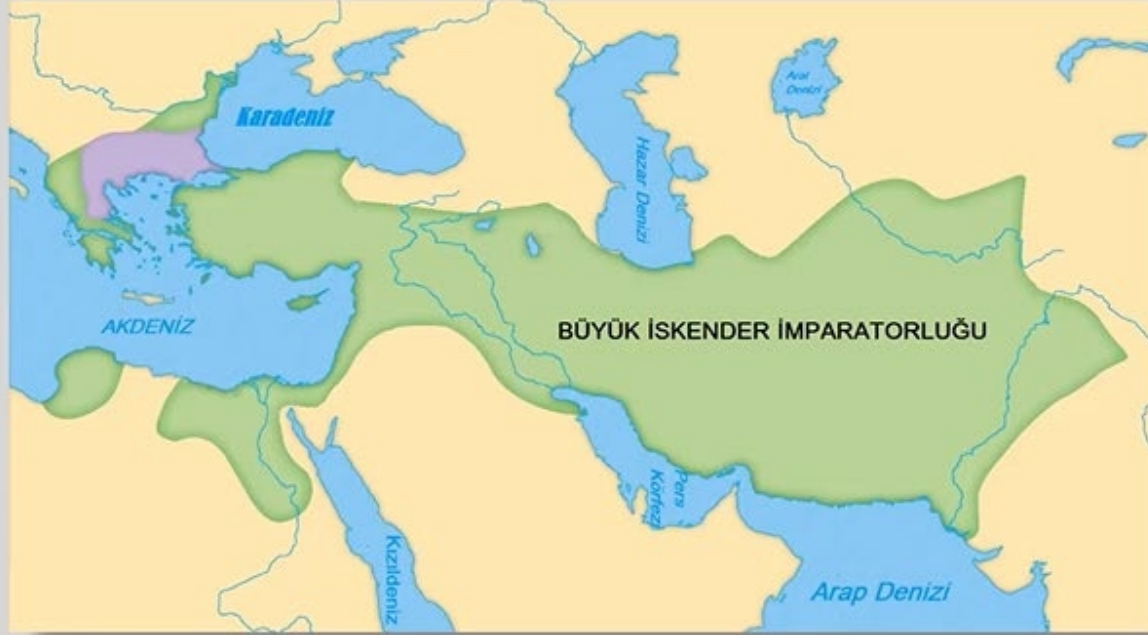 Karadeniz
Aral
Denizi
Hazar Denizi
AKDENİZ
BÜYÜK İSKENDER İMPARATORLUĞU
Pers
Körfezi
Kızıldeniz
Arap Denizi